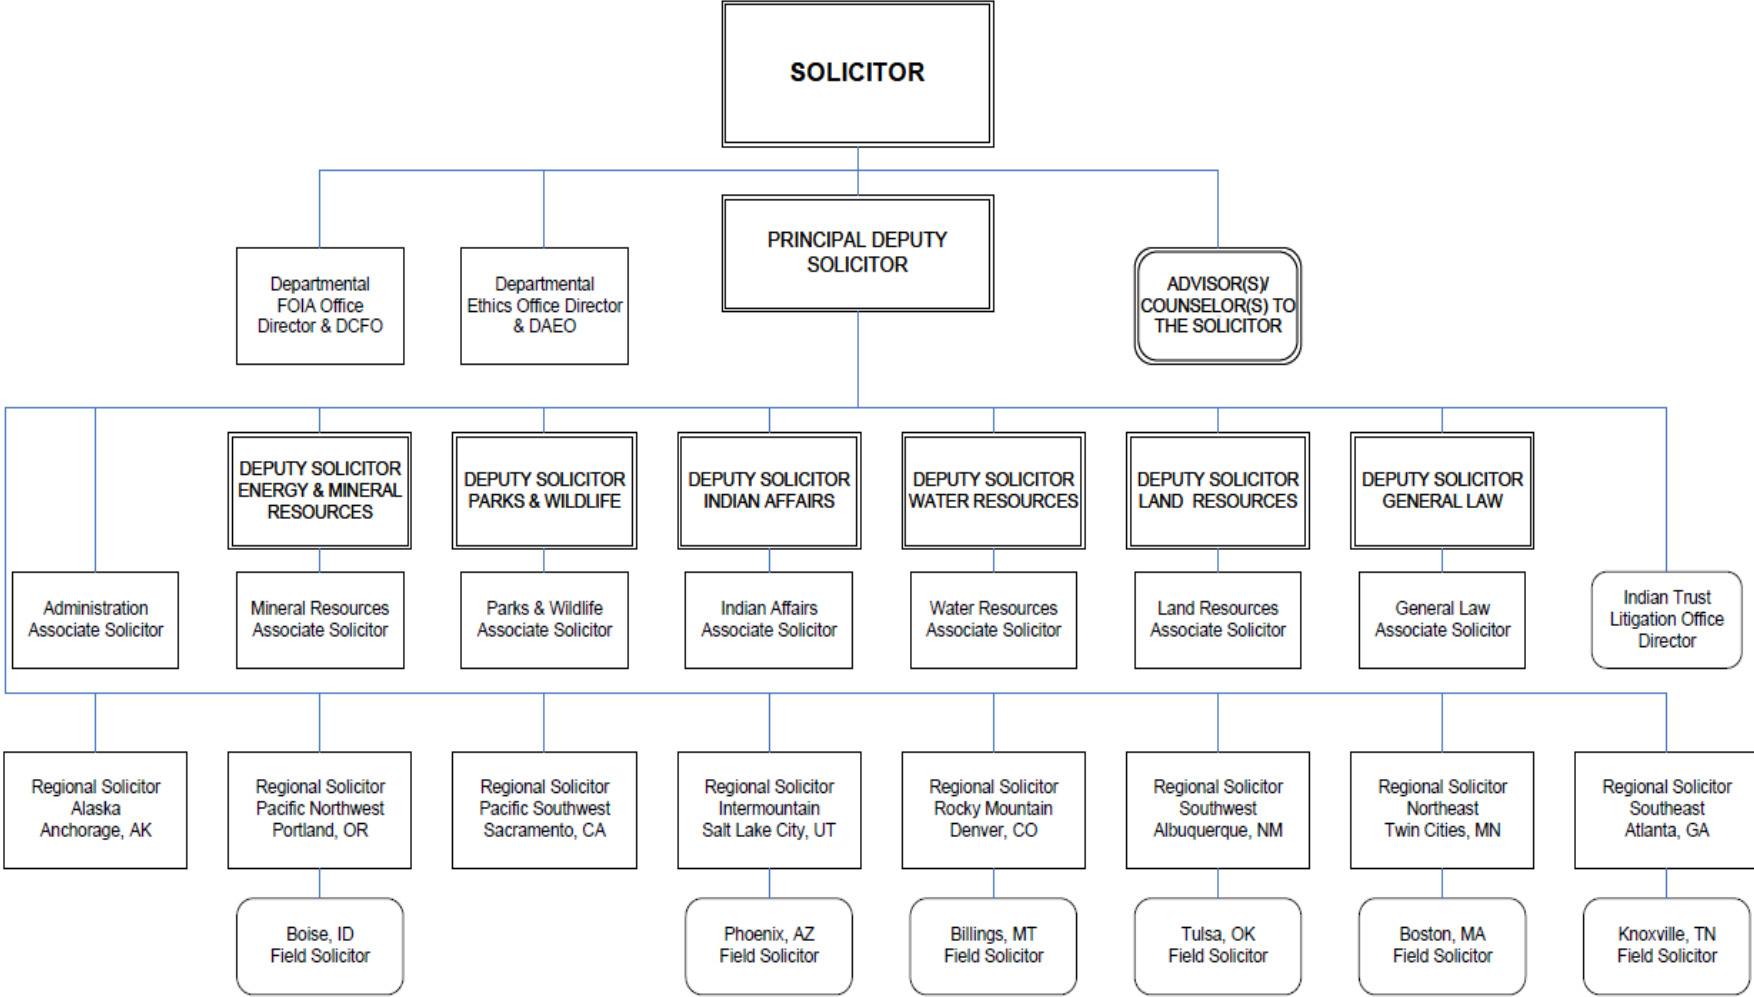 SOLICITOR
PRINCIPAL DEPUTY
SOLICITOR
Departmental
FOIA Office
Director & DCFO
Departmental
Ethics Office Director
& DAEO
ADVISOR(S)/
COUNSELOR(S) TO
THE SOLICITOR
DEPUTY SOLICITOR
ENERGY & MINERAL
RESOURCES
DEPUTY SOLICITOR
PARKS & WILDLIFE
DEPUTY SOLICITOR
INDIAN AFFAIRS
DEPUTY SOLICITOR
WATER RESOURCES
DEPUTY SOLICITOR
LAND RESOURCES
DEPUTY SOLICITOR
GENERAL LAW
Administration
Associate Solicitor
Mineral Resources
Associate Solicitor
Parks & Wildlife
Associate Solicitor
Indian Affairs
Associate Solicitor
Water Resources
Associate Solicitor
Land Resources
Associate Solicitor
General Law
Associate Solicitor
Indian Trust
Litigation Office
Director
Regional Solicitor
Alaska
Anchorage, AK
Regional Solicitor
Pacific Northwest
Portland, OR
Regional Solicitor
Pacific Southwest
Sacramento, CA
Regional Solicitor
Intermountain
Salt Lake City, UT
Regional Solicitor
Rocky Mountain
Denver, CO
Regional Solicitor
Southwest
Albuquerque, NM
Regional Solicitor
Northeast
Twin Cities, MN
Regional Solicitor
Southeast
Atlanta, GA
Boise, ID
Field Solicitor
Phoenix, AZ
Field Solicitor
Billings, MT
Field Solicitor
Tulsa, OK
Field Solicitor
Boston, MA
Field Solicitor
Knoxville, TN
Field Solicitor